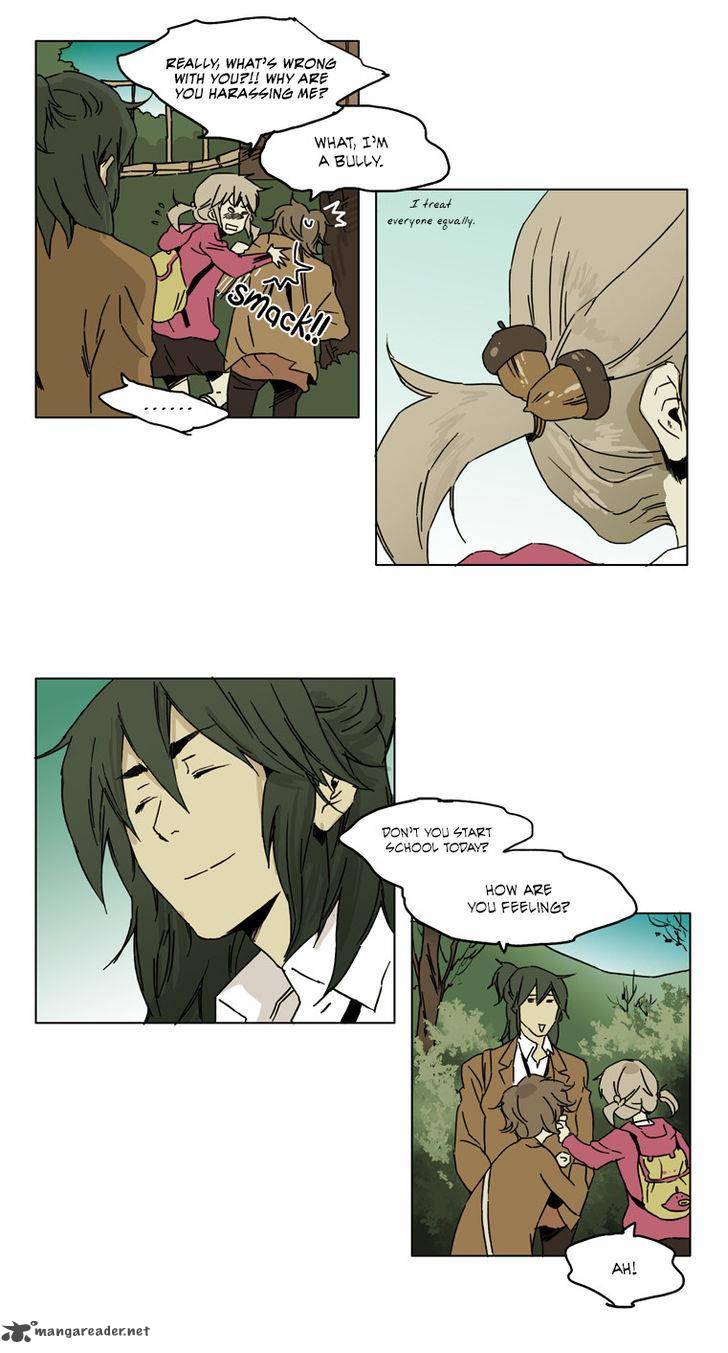 REALLY, WHAT'S WRONG
WITH YOU?!! WHY ARE
YOU HARASSING ME?
WHAT, I'M
A BULLY.
I treat
everyone equally.
smack!!
.......
DON'T YOU START
SCHOOL TODAY?
HOW ARE
YOU FEELING?
AH!
mangareader.net